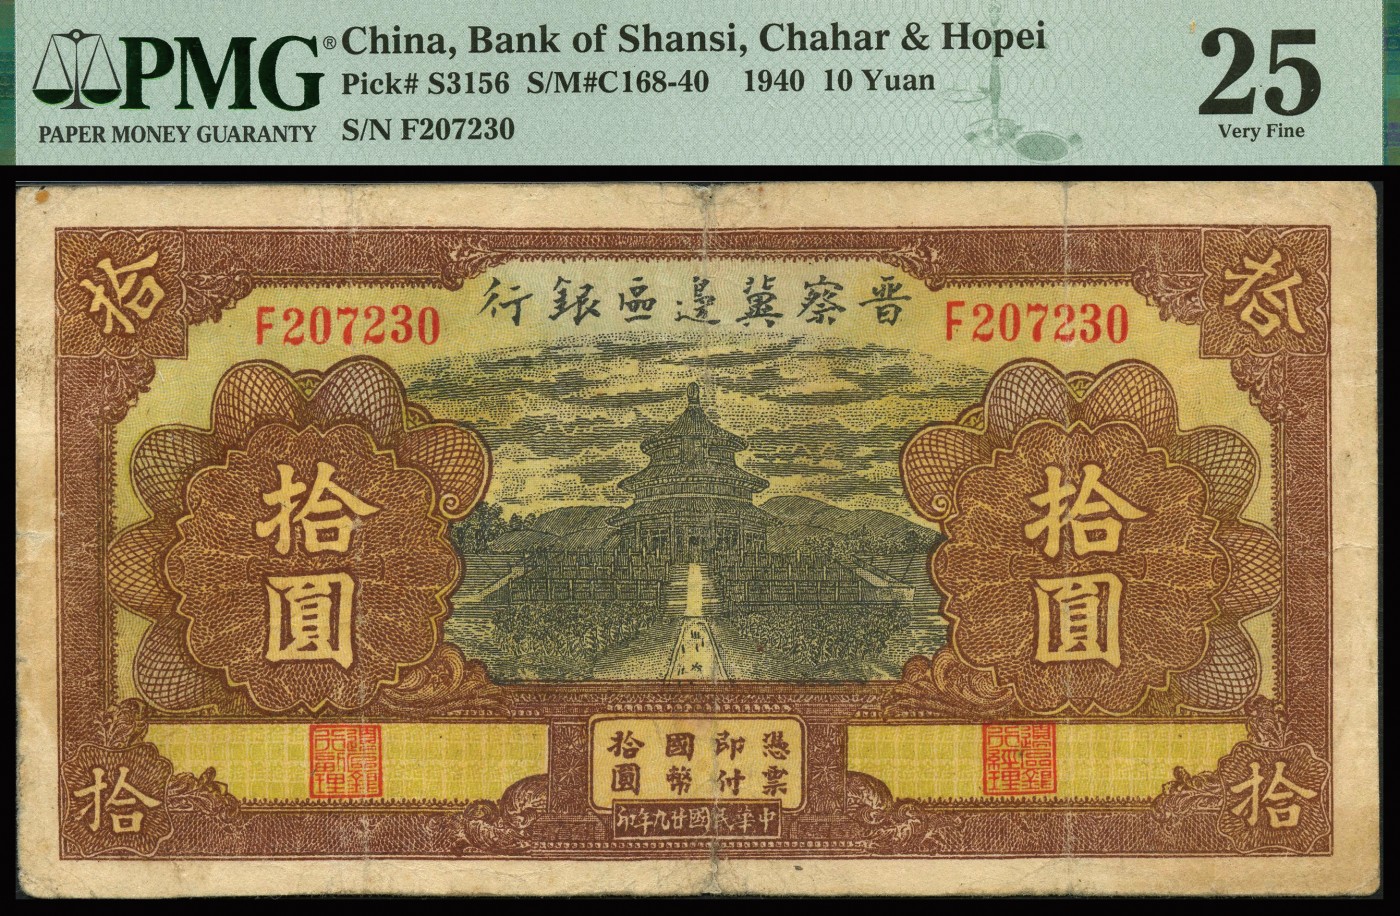 PMG® China, Bank of Shansi, Chahar & Hopei
Pick# S3156 S/M#C168-40 1940 10 Yuan
PAPER MONEY GUARANTY
S/N F207230
25
Very Fine
拾
拾
晉察冀邊區銀行
F207230
F207230
拾圓
拾圓
憑票
即付
國幣
拾圓
中華民國廿九年印
拾
拾